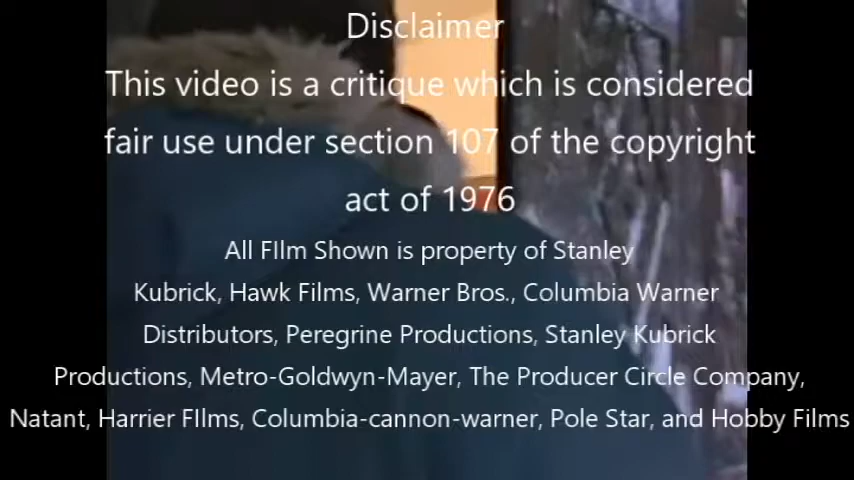 Disclaimer
This video is a critique which is considered
fair use under section 107 of the copyright
act of 1976
All FIlm Shown is property of Stanley
Kubrick, Hawk Films, Warner Bros., Columbia Warner
Distributors, Peregrine Productions, Stanley Kubrick
Productions, Metro-Goldwyn-Mayer, The Producer Circle Company,
Natant, Harrier FIlms, Columbia-cannon-warner, Pole Star, and Hobby Films